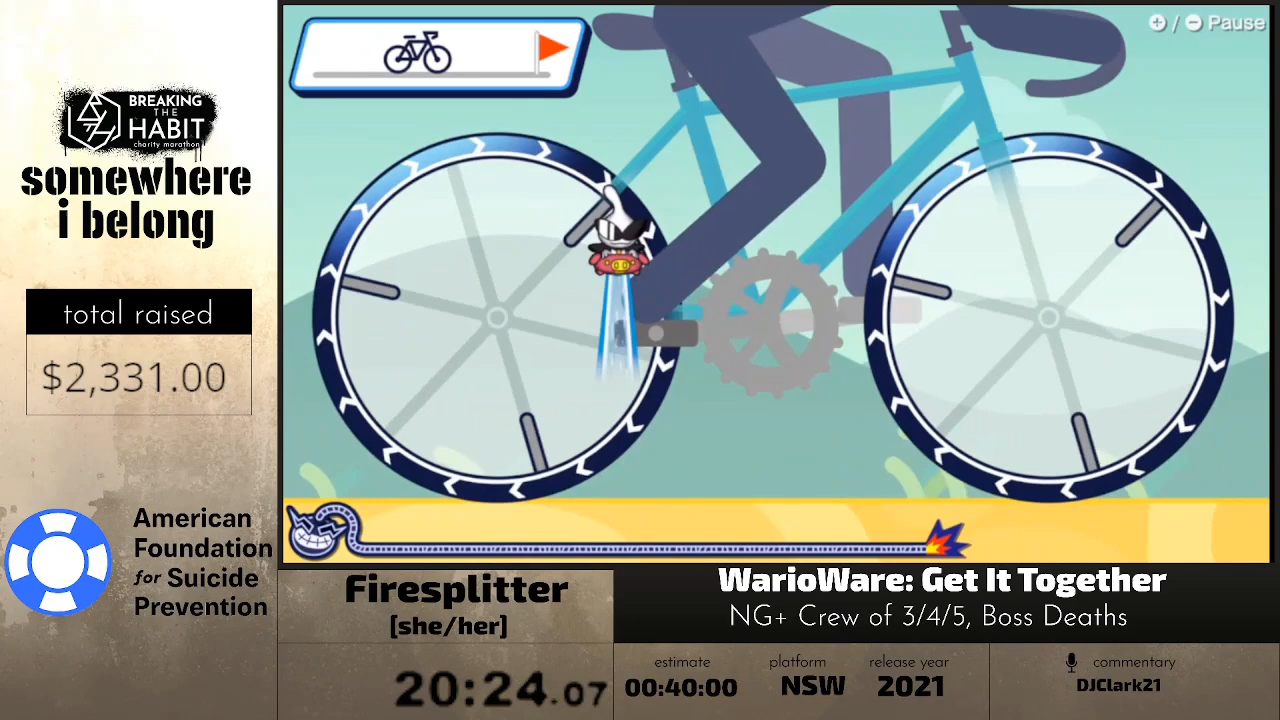 BREAKING
THE
HABIT
charity marathon
somewhere
i belong
total raised
$2,331.00
American
Foundation
for Suicide
Prevention
+ / − Pause
Firesplitter
[she/her]
20:24.07
WarioWare: Get It Together
NG+ Crew of 3/4/5, Boss Deaths
estimate
00:40:00
platform
NSW
release year
2021
commentary
DJClark21